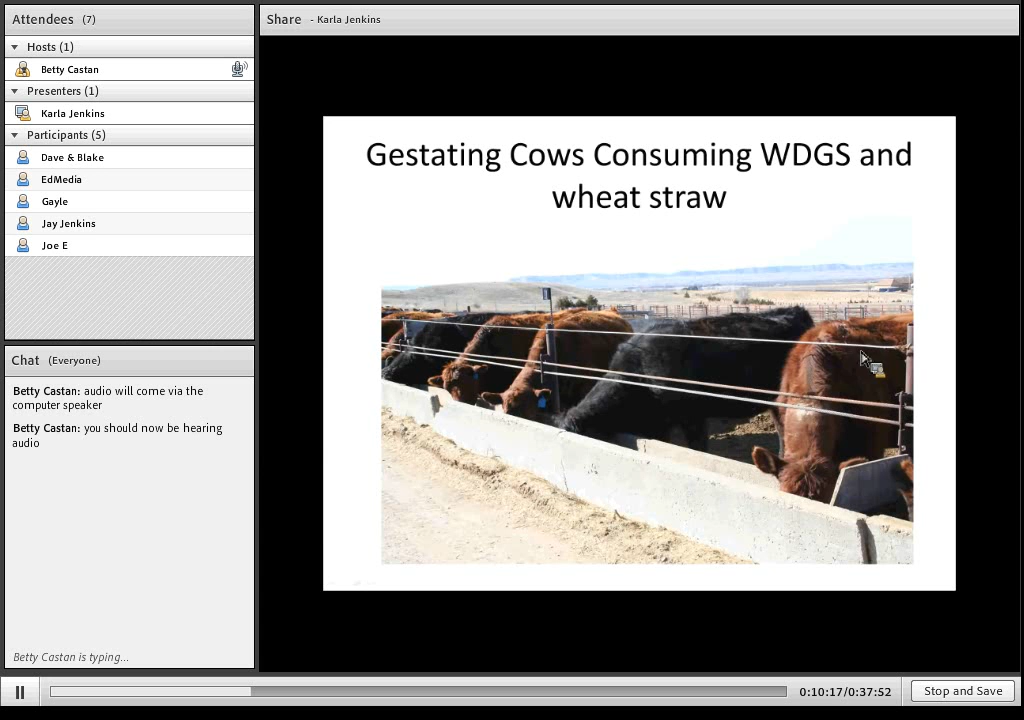 Attendees (7)
Hosts (1)
Betty Castan
Presenters (1)
Karla Jenkins
Participants (5)
Dave & Blake
EdMedia
Gayle
Jay Jenkins
Joe E
Chat (Everyone)
Betty Castan: audio will come via the
computer speaker
Betty Castan: you should now be hearing
audio
Betty Castan is typing...
Share - Karla Jenkins
Gestating Cows Consuming WDGS and
wheat straw
0:10:17/0:37:52
Stop and Save